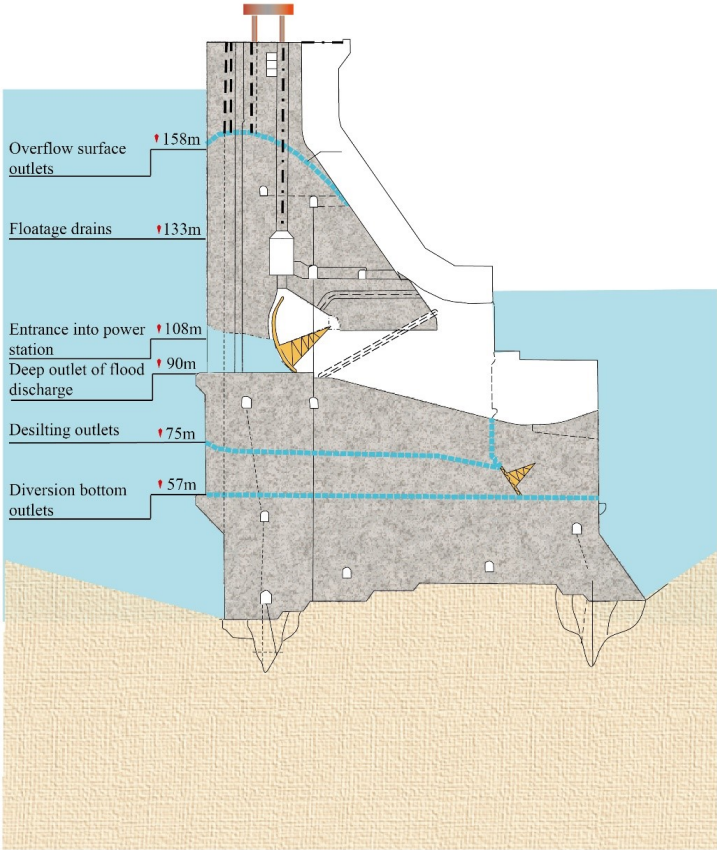 Overflow surface
outlets
158m
Floatage drains
133m
Entrance into power
station
108m
Deep outlet of flood
discharge
90m
Desilting outlets
75m
Diversion bottom
outlets
57m